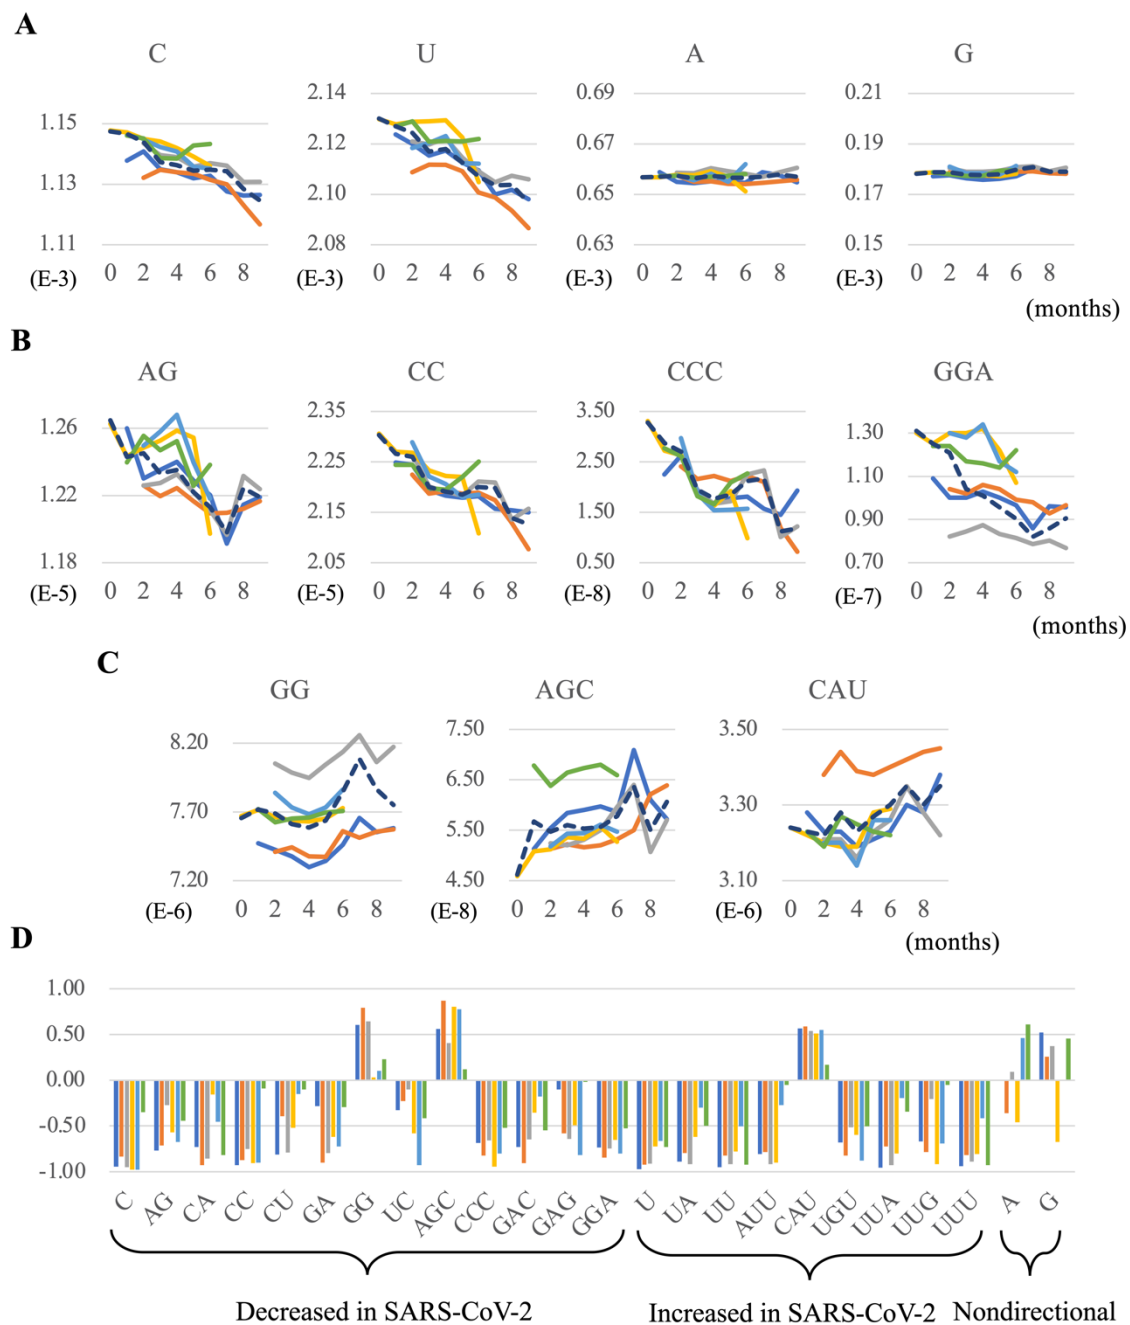 A
C U A G
1.15 2.14 0.69 0.21
2.12 0.67 0.19
1.13 2.10 0.65 0.17
1.11 2.08 0.63 0.15
(E-3) 0 2 4 6 8 (E-3) 0 2 4 6 8 (E-3) 0 2 4 6 8 (E-3) 0 2 4 6 8
(months)
B
AG CC CCC GGA
1.26 2.35 3.50 1.30
2.25 2.50 1.10
1.22 2.15 1.50 0.90
1.18 2.05 0.50 0.70
(E-5) 0 2 4 6 8 (E-5) 0 2 4 6 8 (E-8) 0 2 4 6 8 (E-7) 0 2 4 6 8
(months)
C
GG AGC CAU
8.20 7.50 3.50
7.70 6.50 3.30
5.50
7.20 4.50 3.10
(E-6) 0 2 4 6 8 (E-8) 0 2 4 6 8 (E-6) 0 2 4 6 8
(months)
D
1.00
0.50
0.00
-0.50
-1.00
C AG CA CC CU GA GG UC AGC CCC GAC GAG GGA U UA UU AUU CAU UGU UUA UUG UUU A G
Decreased in SARS-CoV-2 Increased in SARS-CoV-2 Nondirectional